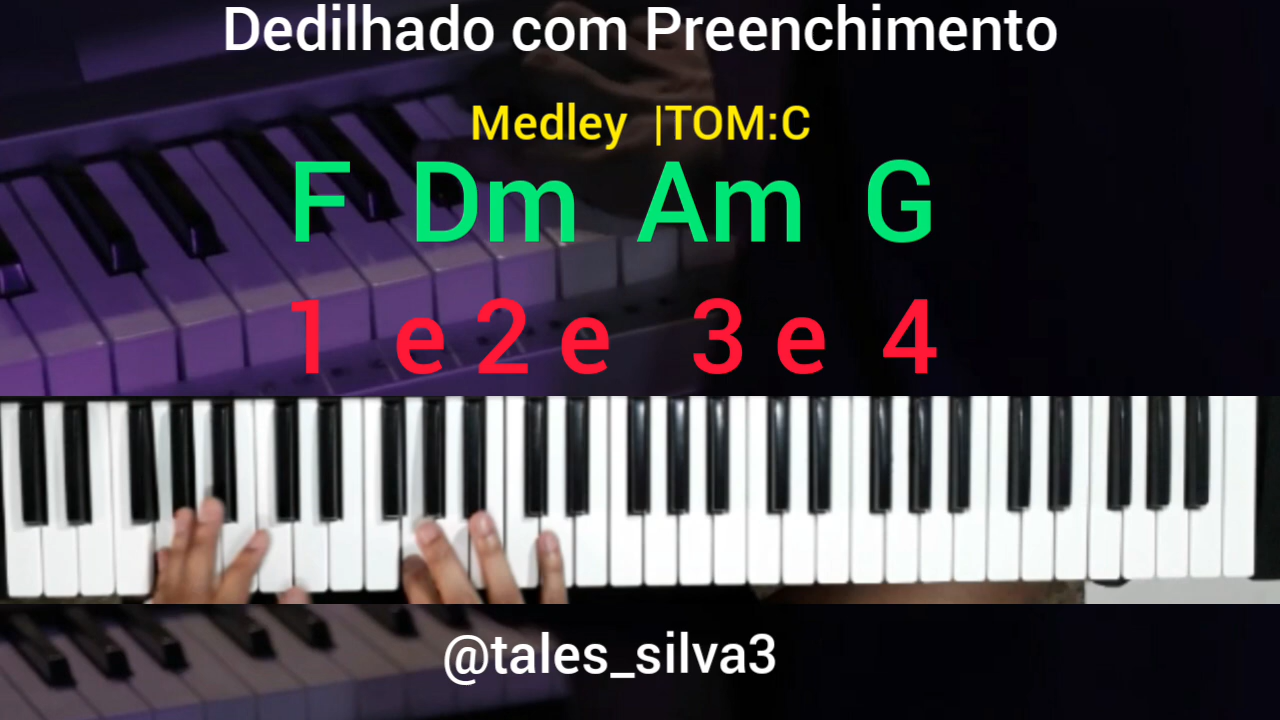 Dedilhado com Preenchimento
Medley |TOM:C
F Dm Am G
1 e 2 e 3 e 4
@tales_silva3